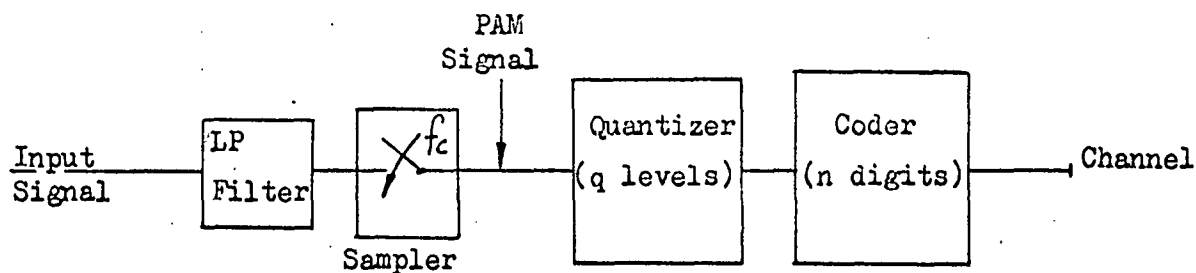 PAM
Signal
Input
Signal
LP
Filter
fc
Sampler
Quantizer
(q levels)
Coder
(n digits)
Channel